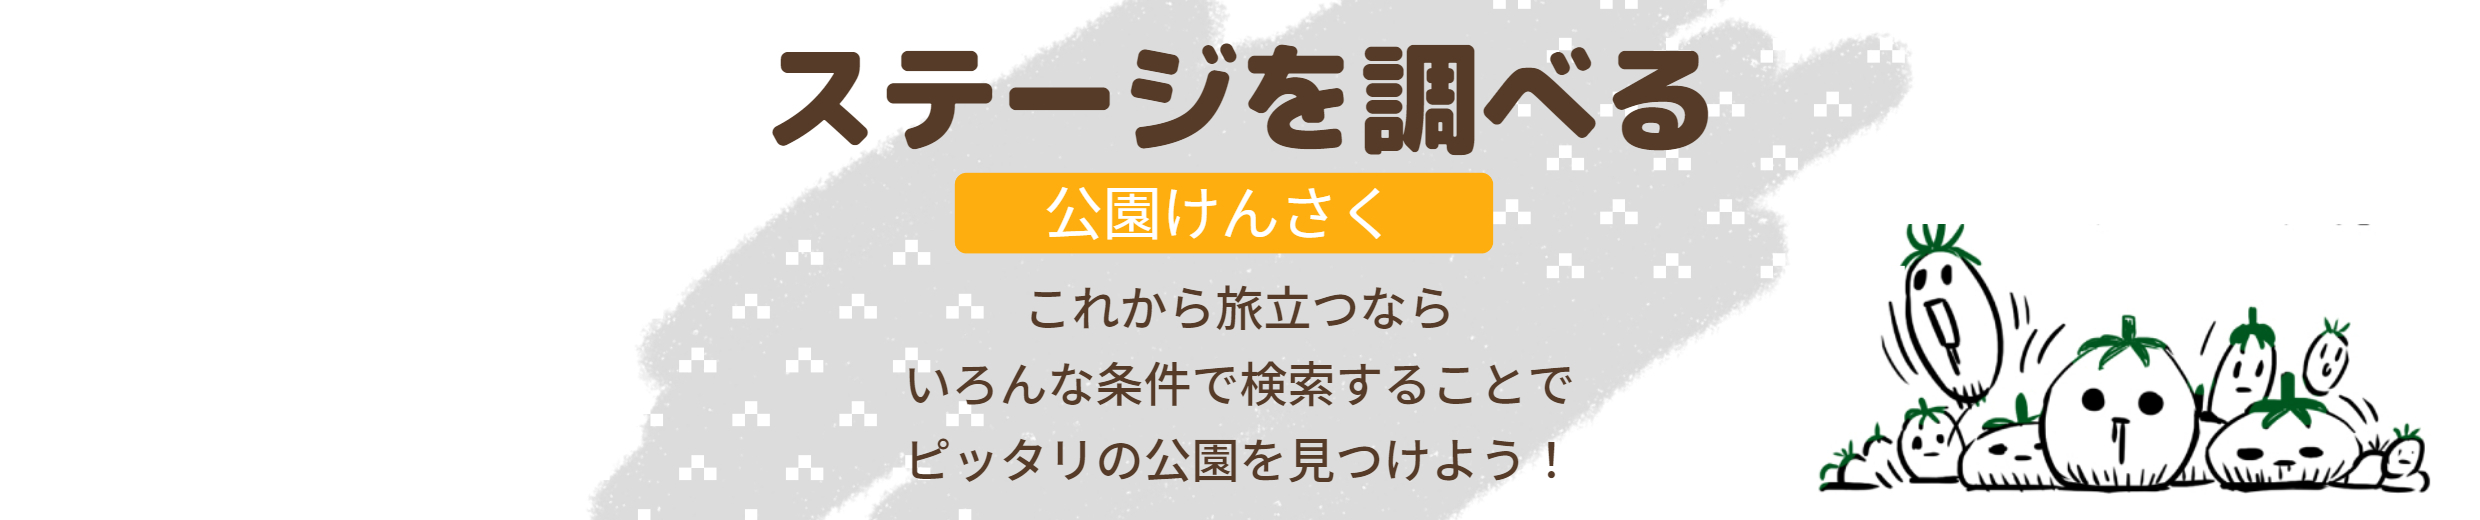 ステージを調べる
公園けんさく
これから旅立つなら
いろんな条件で検索することで
ピッタリの公園を見つけよう！